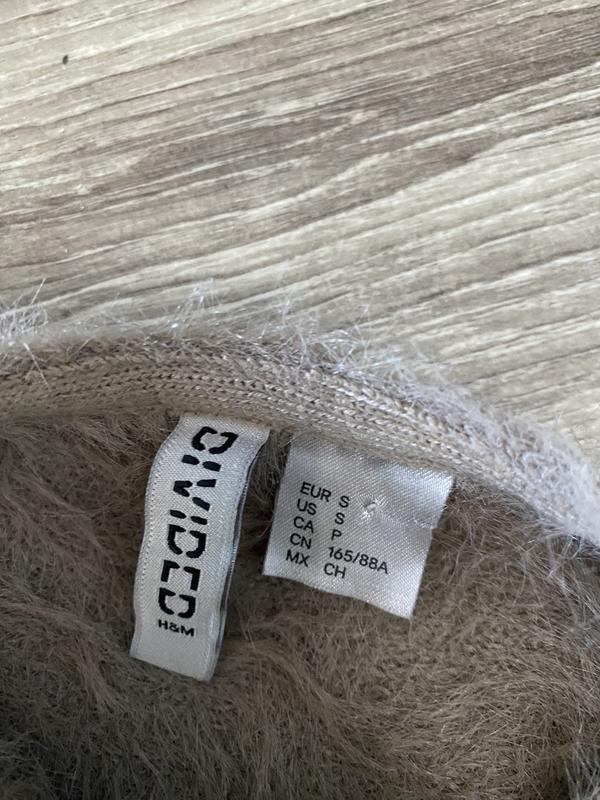 DIVIDED
H&M
EUR S
US S
CA P
CN 165/88A
MX CH